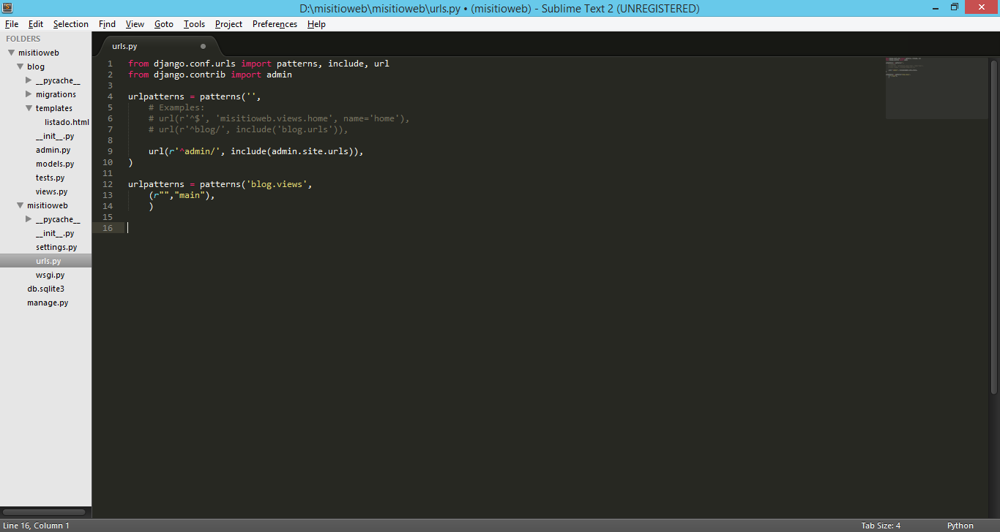 D:\misitioweb\misitioweb\urls.py • (misitioweb) - Sublime Text 2 (UNREGISTERED)
File Edit Selection Find View Goto Tools Project Preferences Help
FOLDERS
misitioweb
blog
__pycache__
migrations
templates
listado.html
__init__.py
admin.py
models.py
tests.py
views.py
misitioweb
__pycache__
__init__.py
settings.py
urls.py
wsgi.py
db.sqlite3
manage.py
urls.py
1 from django.conf.urls import patterns, include, url
2 from django.contrib import admin
3
4 urlpatterns = patterns('',
5     # Examples:
6     # url(r'^$', 'misitioweb.views.home', name='home'),
7     # url(r'^blog/', include('blog.urls')),
8
9     url(r'^admin/', include(admin.site.urls)),
10 )
11
12 urlpatterns = patterns('blog.views',
13     (r"","main"),
14     )
15
16
Line 16, Column 1 Tab Size: 4 Python